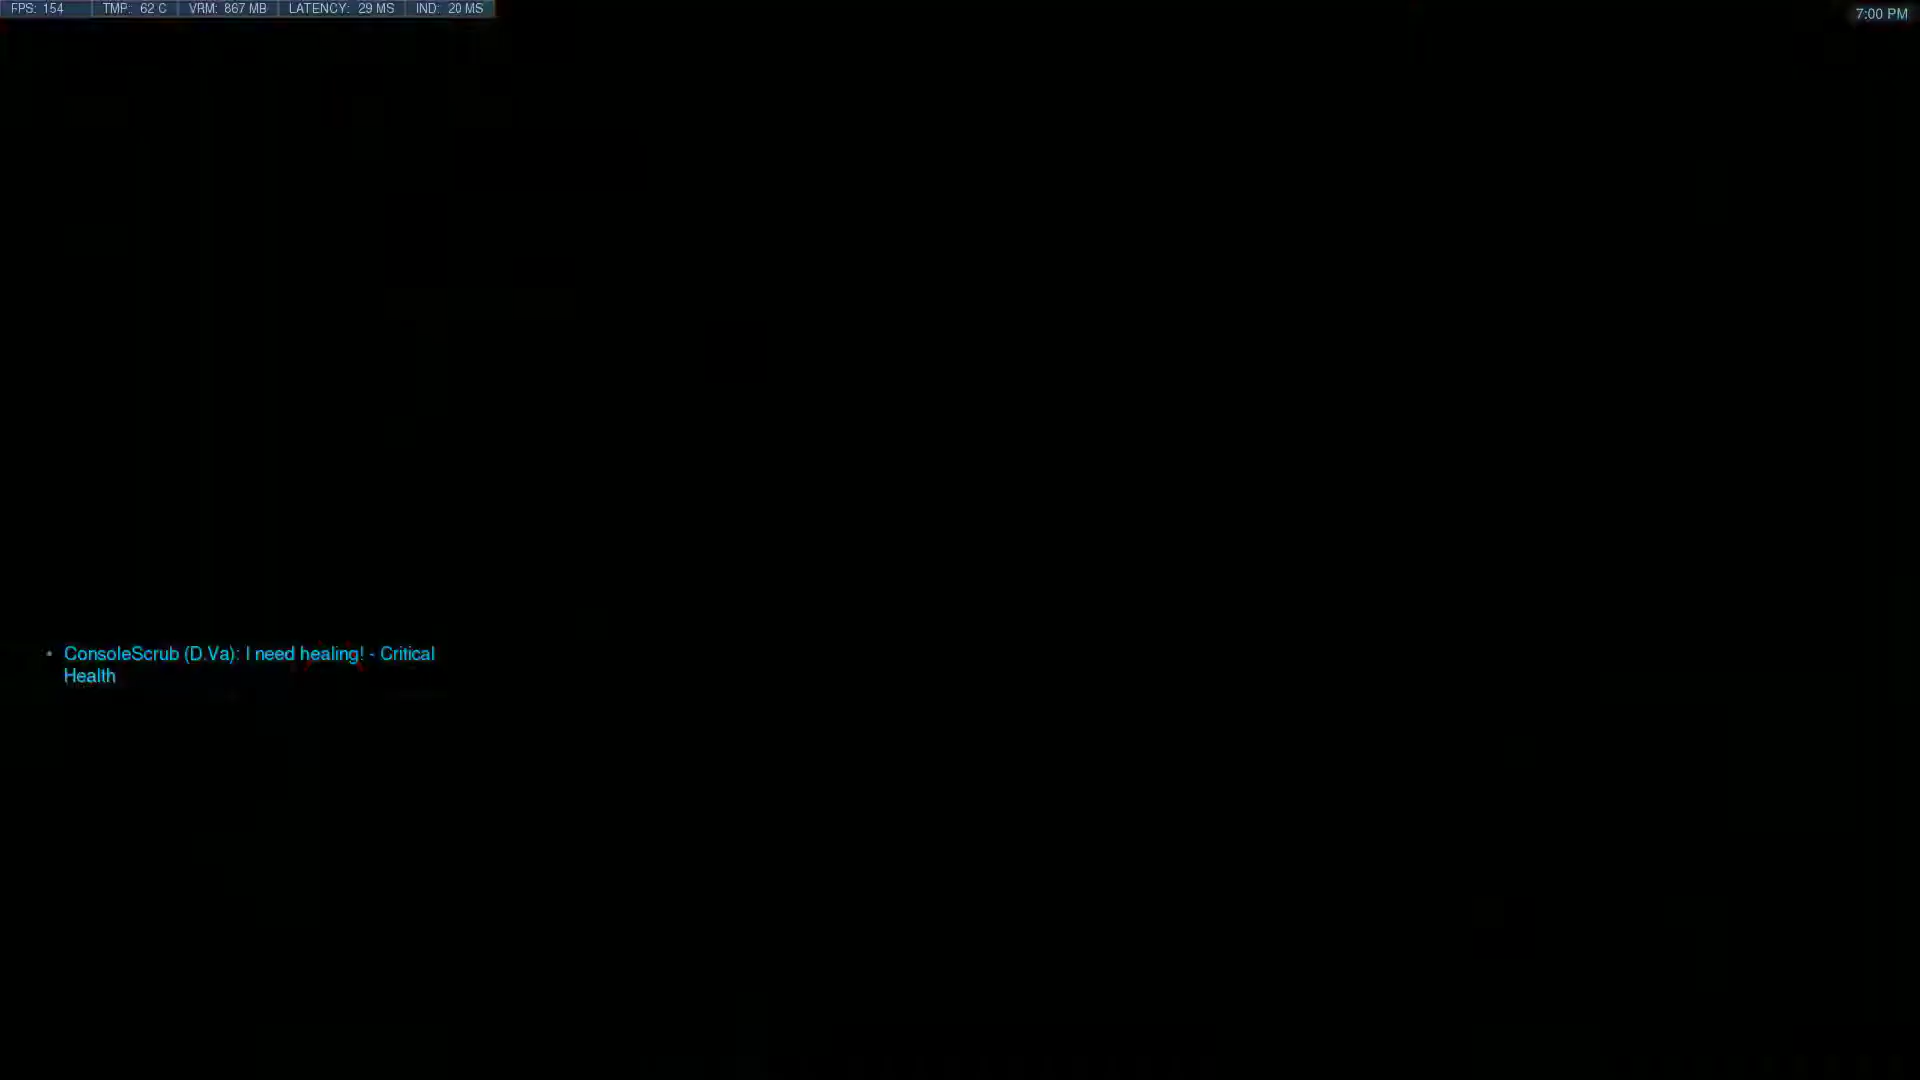 FPS: 154 TMP: 62 C VRM: 867 MB LATENCY: 29 MS IND: 20 MS
7:00 PM
ConsoleScrub (D.Va): I need healing! - Critical
Health